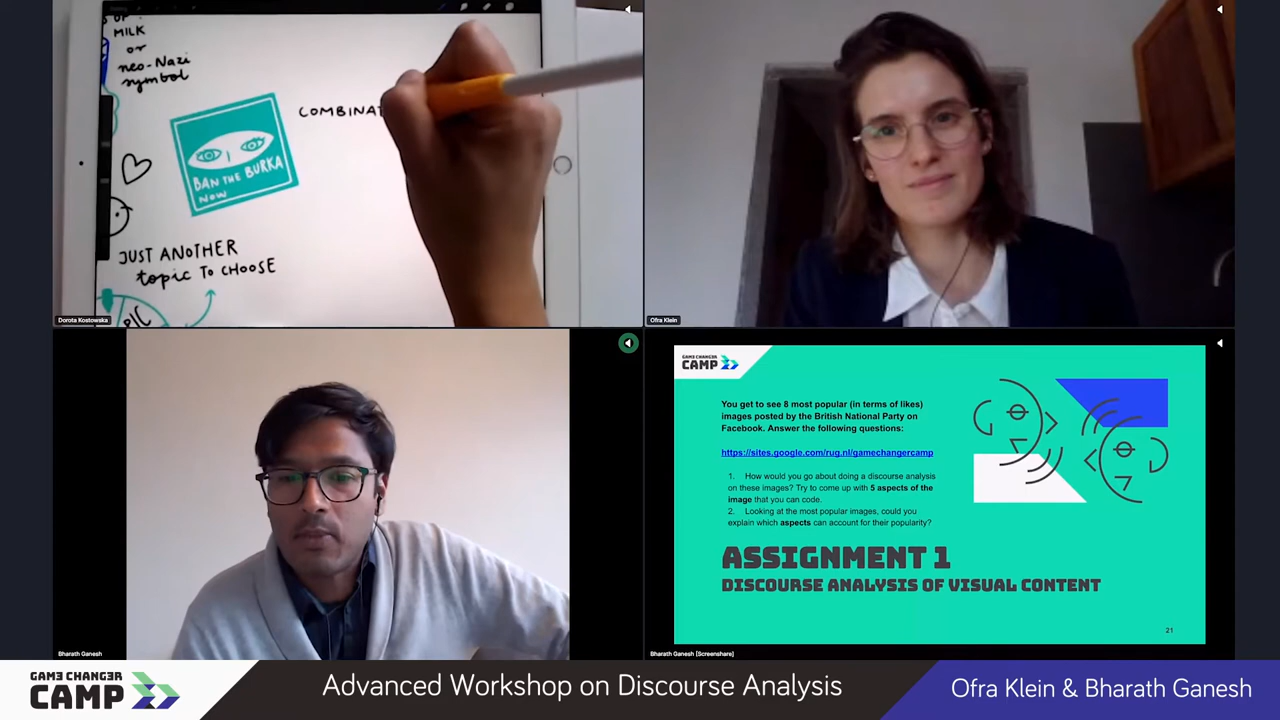 MILK
or
neo-Nazi
symbol
COMBINAT
BAN THE BURKA
NOW
JUST ANOTHER
topic TO CHOOSE
Dorota Kostowska
Ofra Klein
Bharath Ganesh
GAME CHANGER
CAMP
You get to see 8 most popular (in terms of likes)
images posted by the British National Party on
Facebook. Answer the following questions:
https://sites.google.com/rug.nl/gamechangercamp
1. How would you go about doing a discourse analysis
on these images? Try to come up with 5 aspects of the
image that you can code.
2. Looking at the most popular images, could you
explain which aspects can account for their popularity?
ASSIGNMENT 1
DISCOURSE ANALYSIS OF VISUAL CONTENT
21
Bharath Ganesh [Screenshare]
GAME CHANGER
CAMP
Advanced Workshop on Discourse Analysis
Ofra Klein & Bharath Ganesh